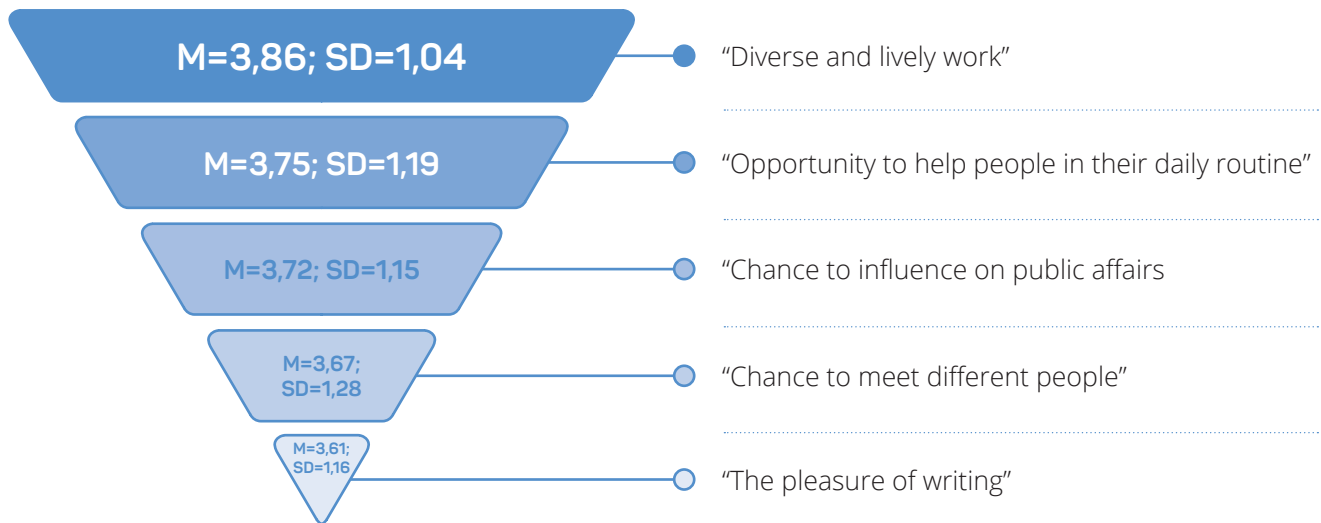 M=3,86; SD=1,04
“Diverse and lively work”
M=3,75; SD=1,19
“Opportunity to help people in their daily routine”
M=3,72; SD=1,15
“Chance to influence on public affairs
M=3,67;
SD=1,28
“Chance to meet different people”
M=3,61;
SD=1,16
“The pleasure of writing”